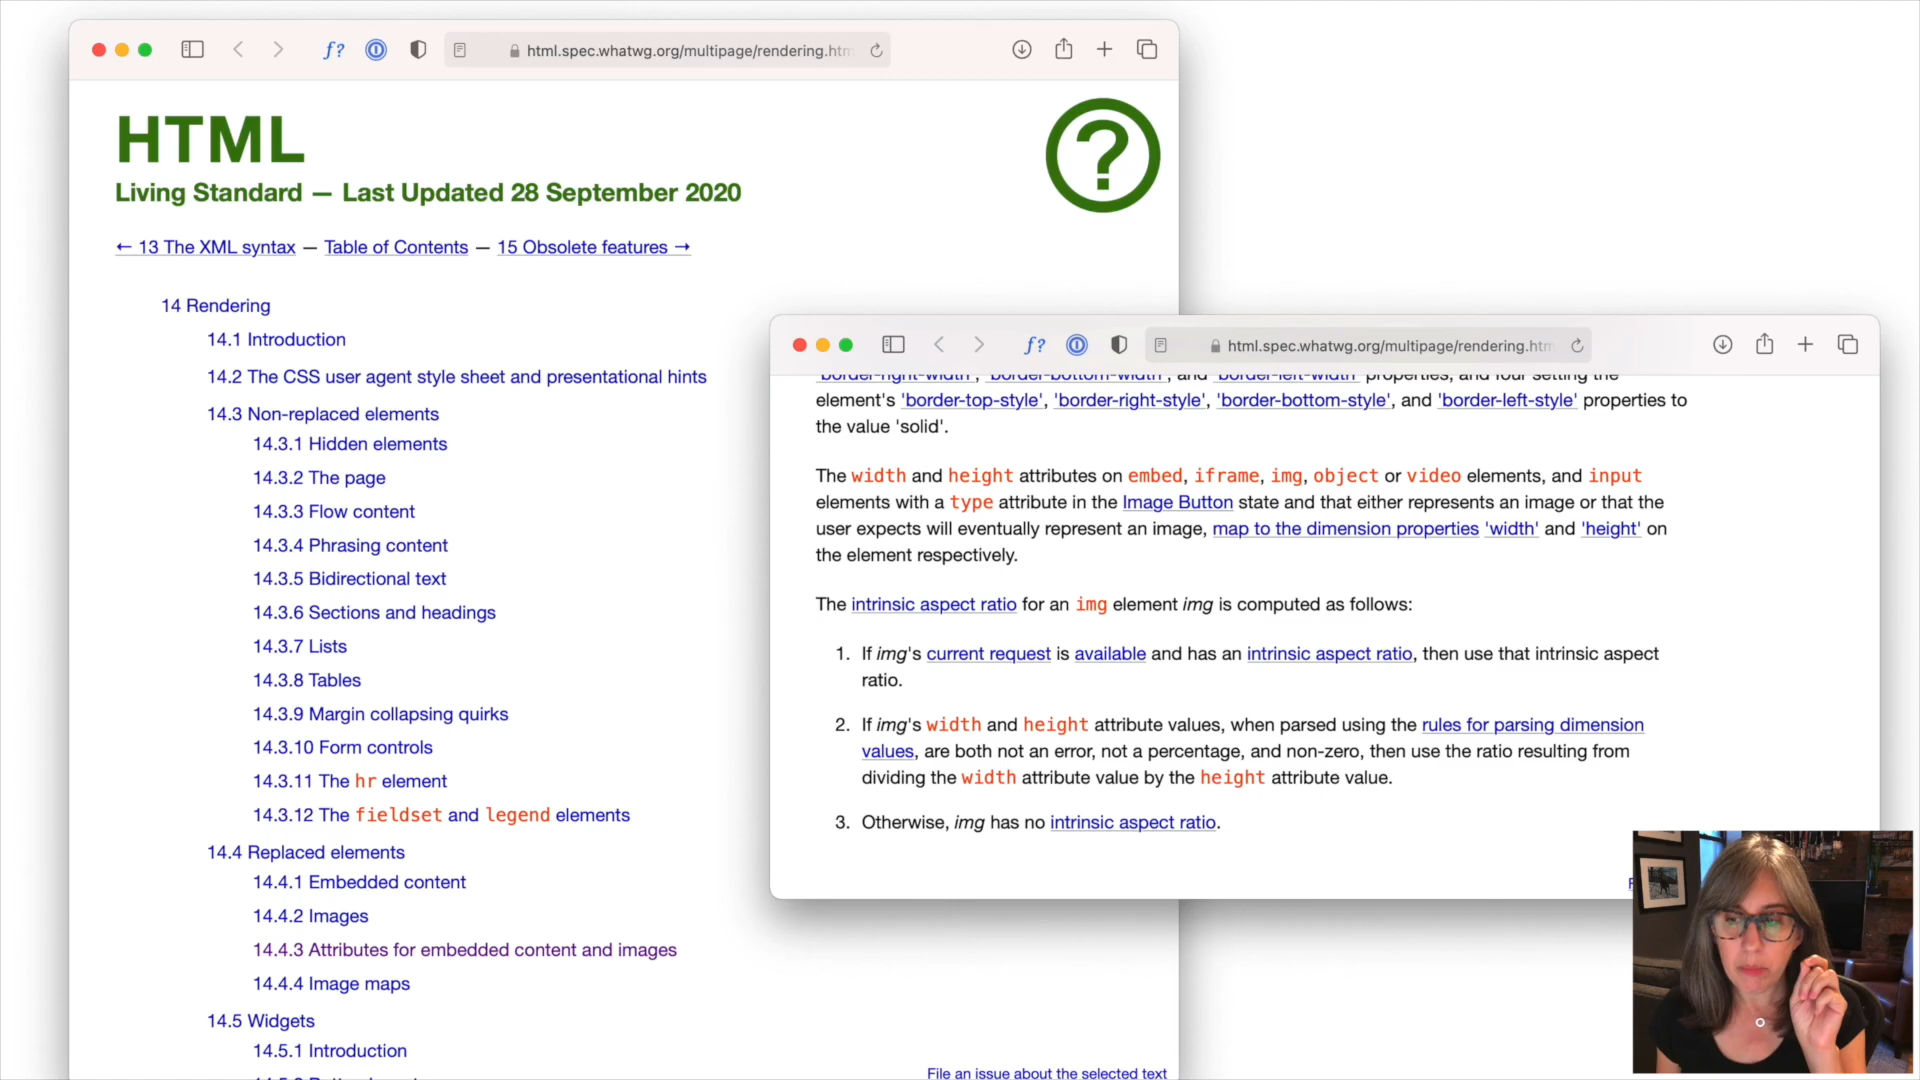 html.spec.whatwg.org/multipage/rendering.htm
HTML
Living Standard — Last Updated 28 September 2020
← 13 The XML syntax — Table of Contents — 15 Obsolete features →
14 Rendering
14.1 Introduction
14.2 The CSS user agent style sheet and presentational hints
14.3 Non-replaced elements
14.3.1 Hidden elements
14.3.2 The page
14.3.3 Flow content
14.3.4 Phrasing content
14.3.5 Bidirectional text
14.3.6 Sections and headings
14.3.7 Lists
14.3.8 Tables
14.3.9 Margin collapsing quirks
14.3.10 Form controls
14.3.11 The hr element
14.3.12 The fieldset and legend elements
14.4 Replaced elements
14.4.1 Embedded content
14.4.2 Images
14.4.3 Attributes for embedded content and images
14.4.4 Image maps
14.5 Widgets
14.5.1 Introduction
File an issue about the selected text
html.spec.whatwg.org/multipage/rendering.htm
'border-right-width', 'border-bottom-width', and 'border-left-width' properties, and four setting the
element's 'border-top-style', 'border-right-style', 'border-bottom-style', and 'border-left-style' properties to
the value 'solid'.
The width and height attributes on embed, iframe, img, object or video elements, and input
elements with a type attribute in the Image Button state and that either represents an image or that the
user expects will eventually represent an image, map to the dimension properties 'width' and 'height' on
the element respectively.
The intrinsic aspect ratio for an img element img is computed as follows:
1. If img's current request is available and has an intrinsic aspect ratio, then use that intrinsic aspect
ratio.
2. If img's width and height attribute values, when parsed using the rules for parsing dimension
values, are both not an error, not a percentage, and non-zero, then use the ratio resulting from
dividing the width attribute value by the height attribute value.
3. Otherwise, img has no intrinsic aspect ratio.